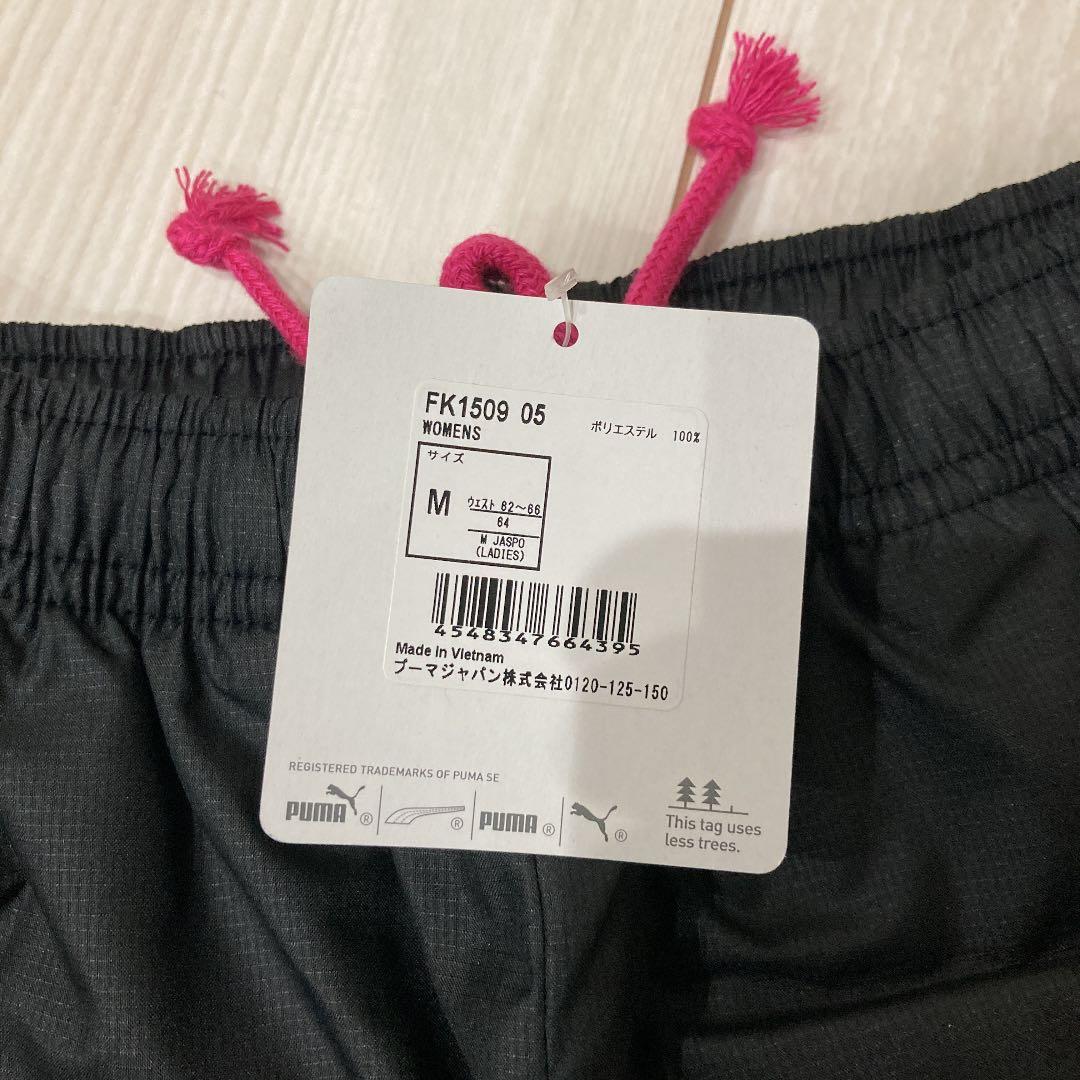 FK1509 05
WOMENS
ポリエステル 100%
サイズ
M
ウエスト 62～66
64
M JASPO
(LADIES)
4548347664395
Made in Vietnam
プーマジャパン株式会社0120-125-150
REGISTERED TRADEMARKS OF PUMA SE
PUMA® ® PUMA® ®
This tag uses
less trees.